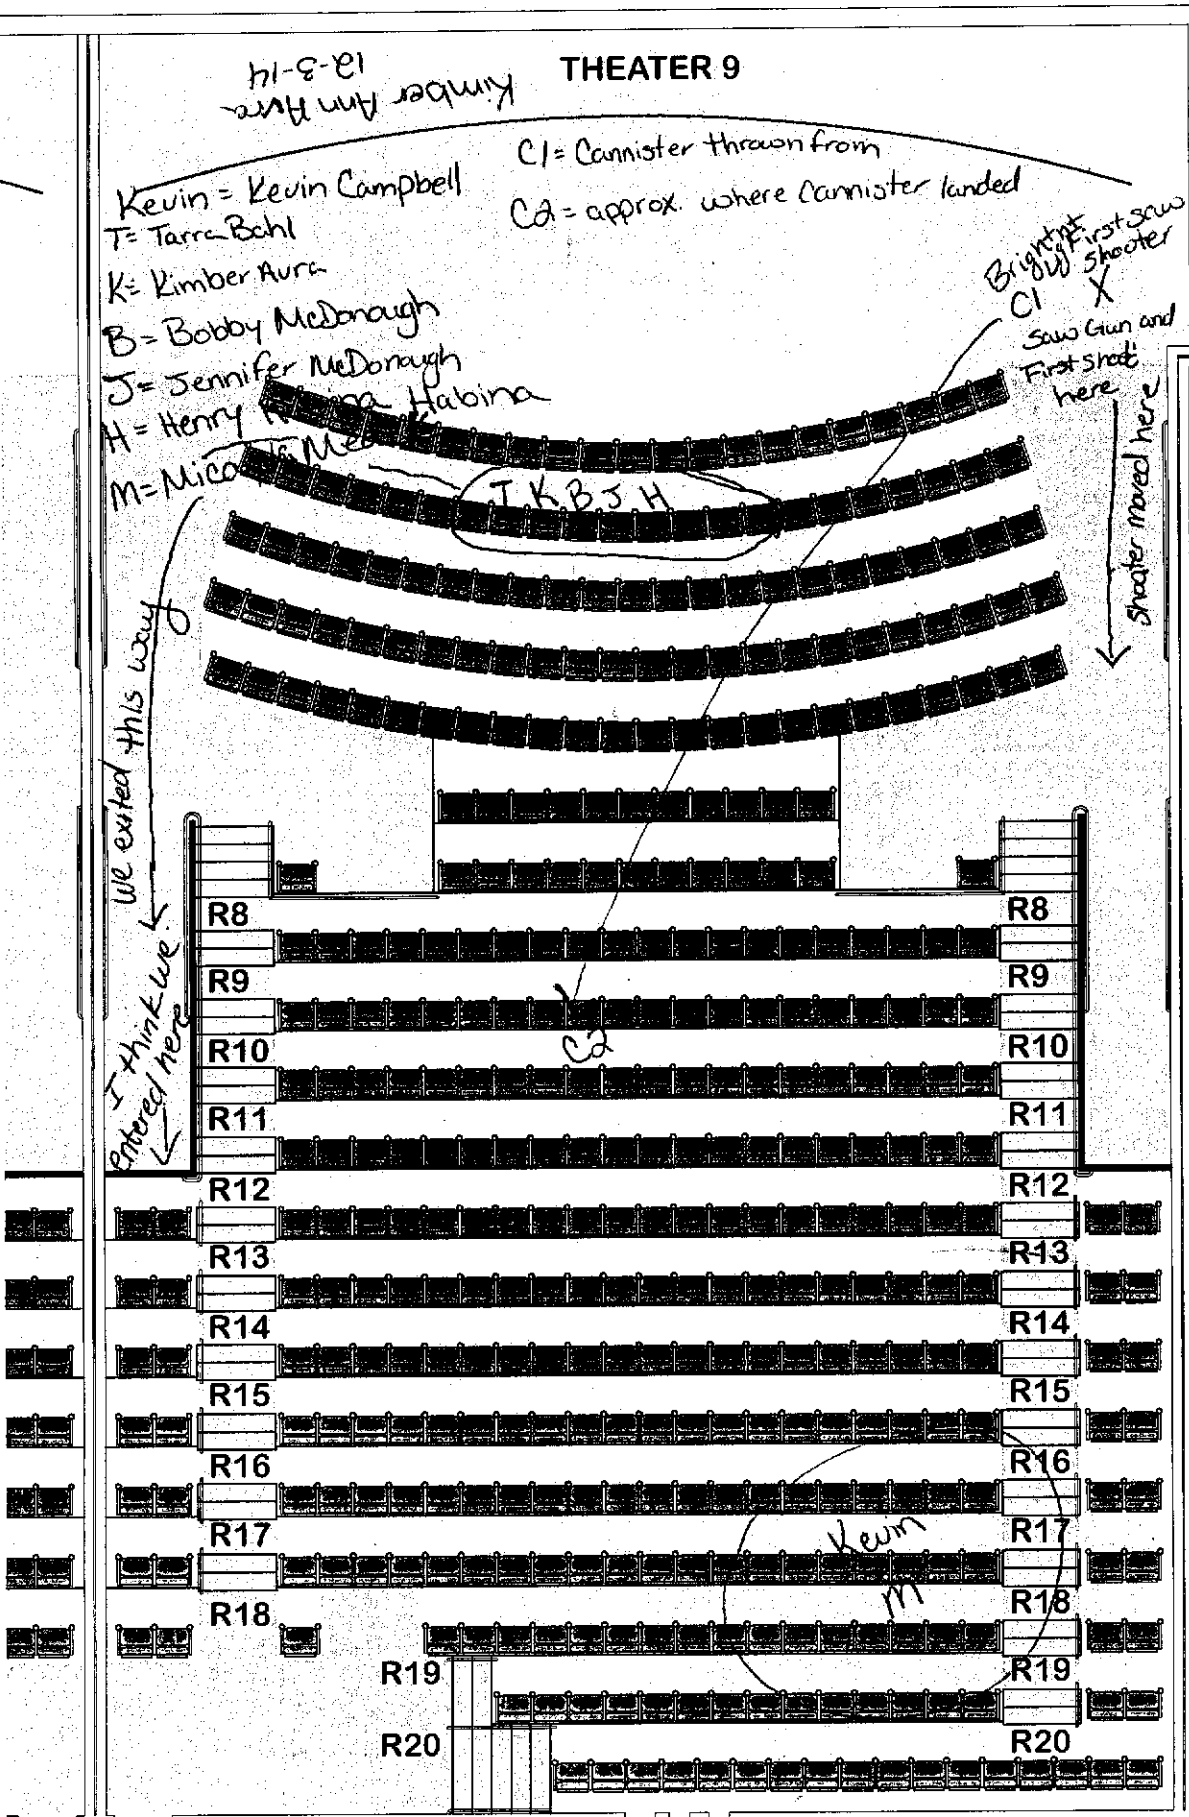 THEATER 9
12-3-14
Kimber Ann Avra
C1 = Cannister thrown from
C2 = approx. where cannister landed
Kevin = Kevin Campbell
T = Tarra Bahl
K = Kimber Avra
B = Bobby McDonough
J = Jennifer McDonough
H = Henry Habina
M =
Bright
light
First saw
shooter
C1 X
Saw Gun and
First shot
here
Shooter moved here
T K B J H
We exited this way
I think we
entered here
R8 R8
R9 R9
R10 R10
C2
R11 R11
R12 R12
R13 R13
R14 R14
R15 R15
R16 R16
R17 R17
Kevin
M
R18 R18
R19 R19
R20 R20